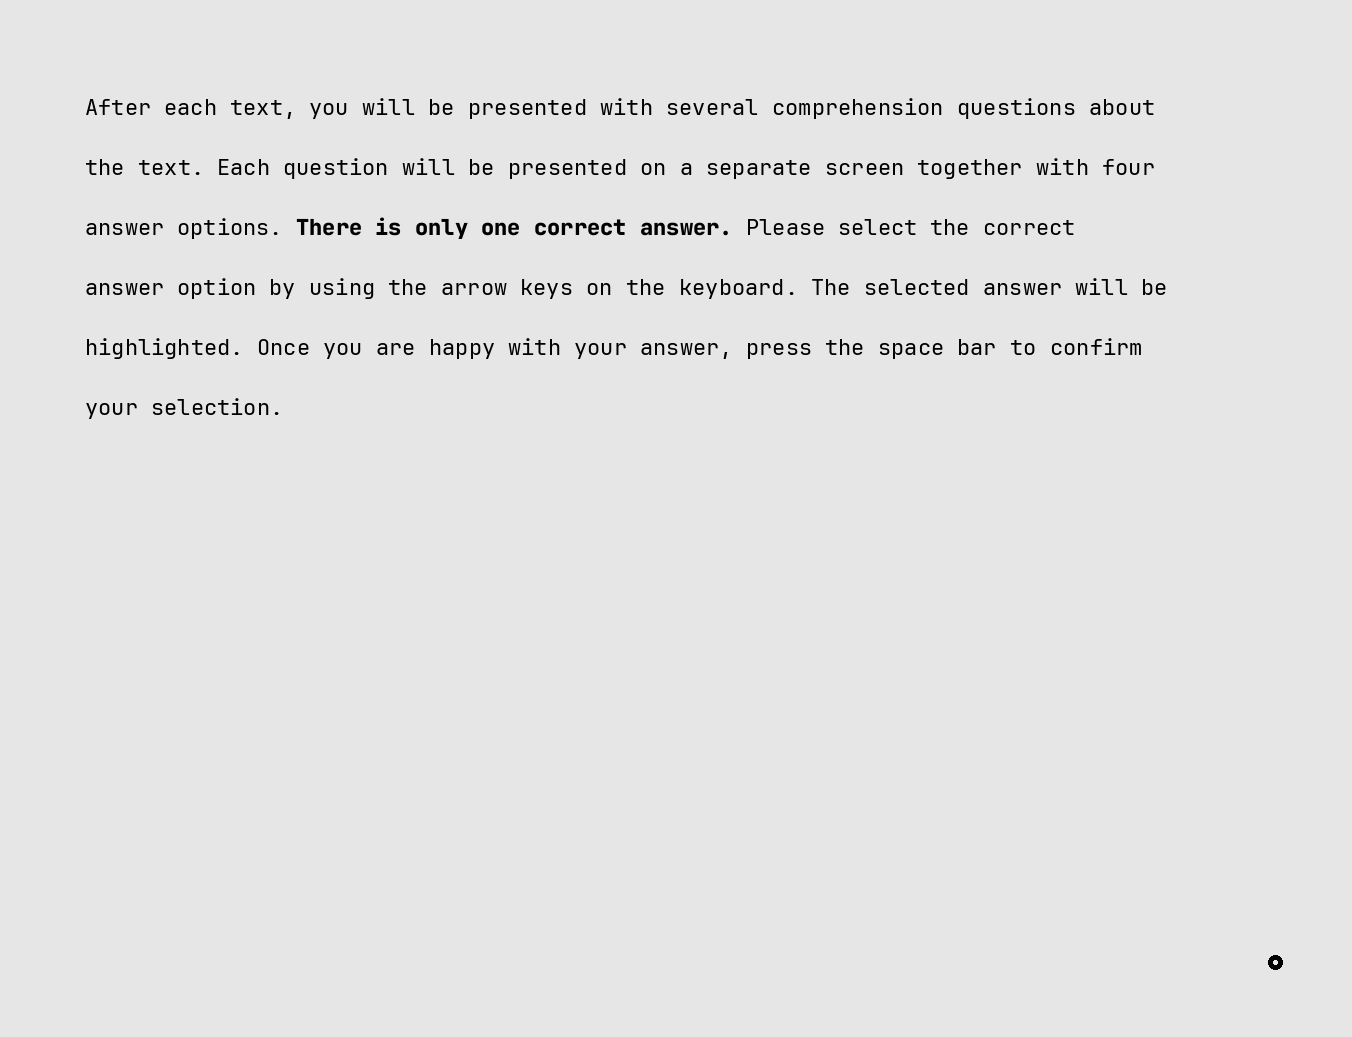 After each text, you will be presented with several comprehension questions about
the text. Each question will be presented on a separate screen together with four
answer options. There is only one correct answer. Please select the correct
answer option by using the arrow keys on the keyboard. The selected answer will be
highlighted. Once you are happy with your answer, press the space bar to confirm
your selection.